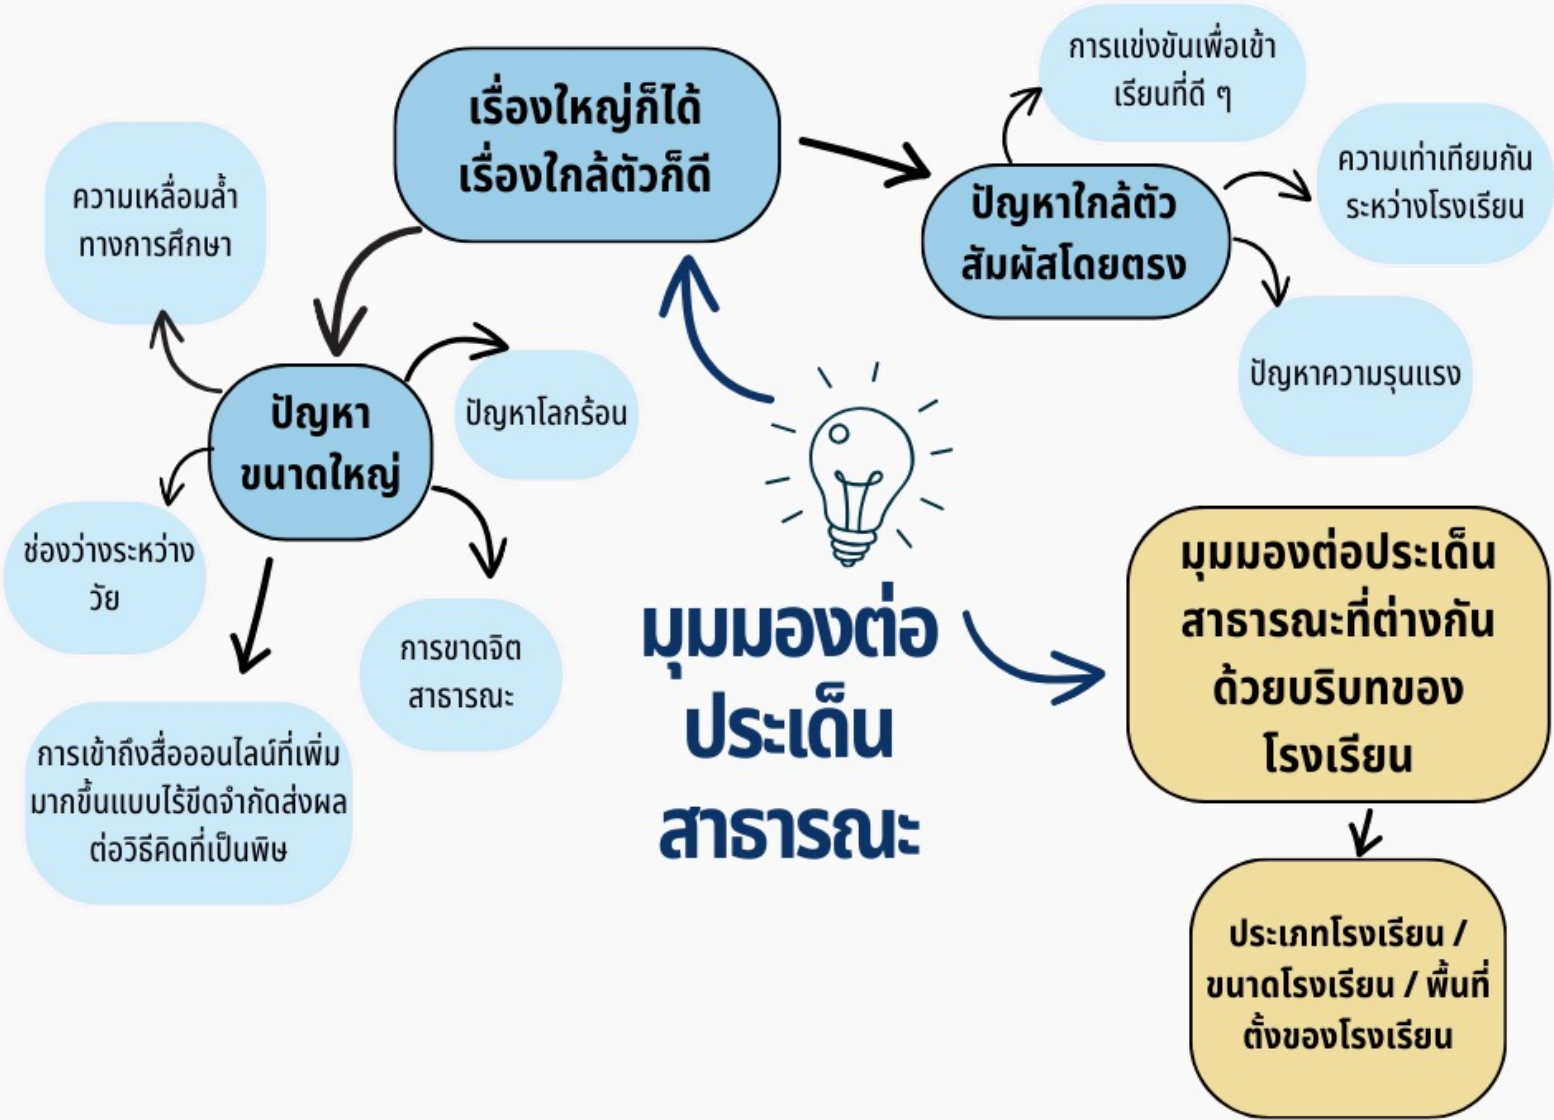 เรื่องใหญ่ก็ได้
เรื่องใกล้ตัวก็ดี
การแข่งขันเพื่อเข้า
เรียนที่ดี ๆ
ความเท่าเทียมกัน
ระหว่างโรงเรียน
ปัญหาใกล้ตัว
สัมผัสโดยตรง
ปัญหาความรุนแรง
ความเหลื่อมล้ำ
ทางการศึกษา
ปัญหา
ขนาดใหญ่
ปัญหาโลกร้อน
ช่องว่างระหว่าง
วัย
การขาดจิต
สาธารณะ
การเข้าถึงสื่อออนไลน์ที่เพิ่ม
มากขึ้นแบบไร้ขีดจำกัดส่งผล
ต่อวิธีคิดที่เป็นพิษ
มุมมองต่อ
ประเด็น
สาธารณะ
มุมมองต่อประเด็น
สาธารณะที่ต่างกัน
ด้วยบริบทของ
โรงเรียน
ประเภทโรงเรียน /
ขนาดโรงเรียน / พื้นที่
ตั้งของโรงเรียน